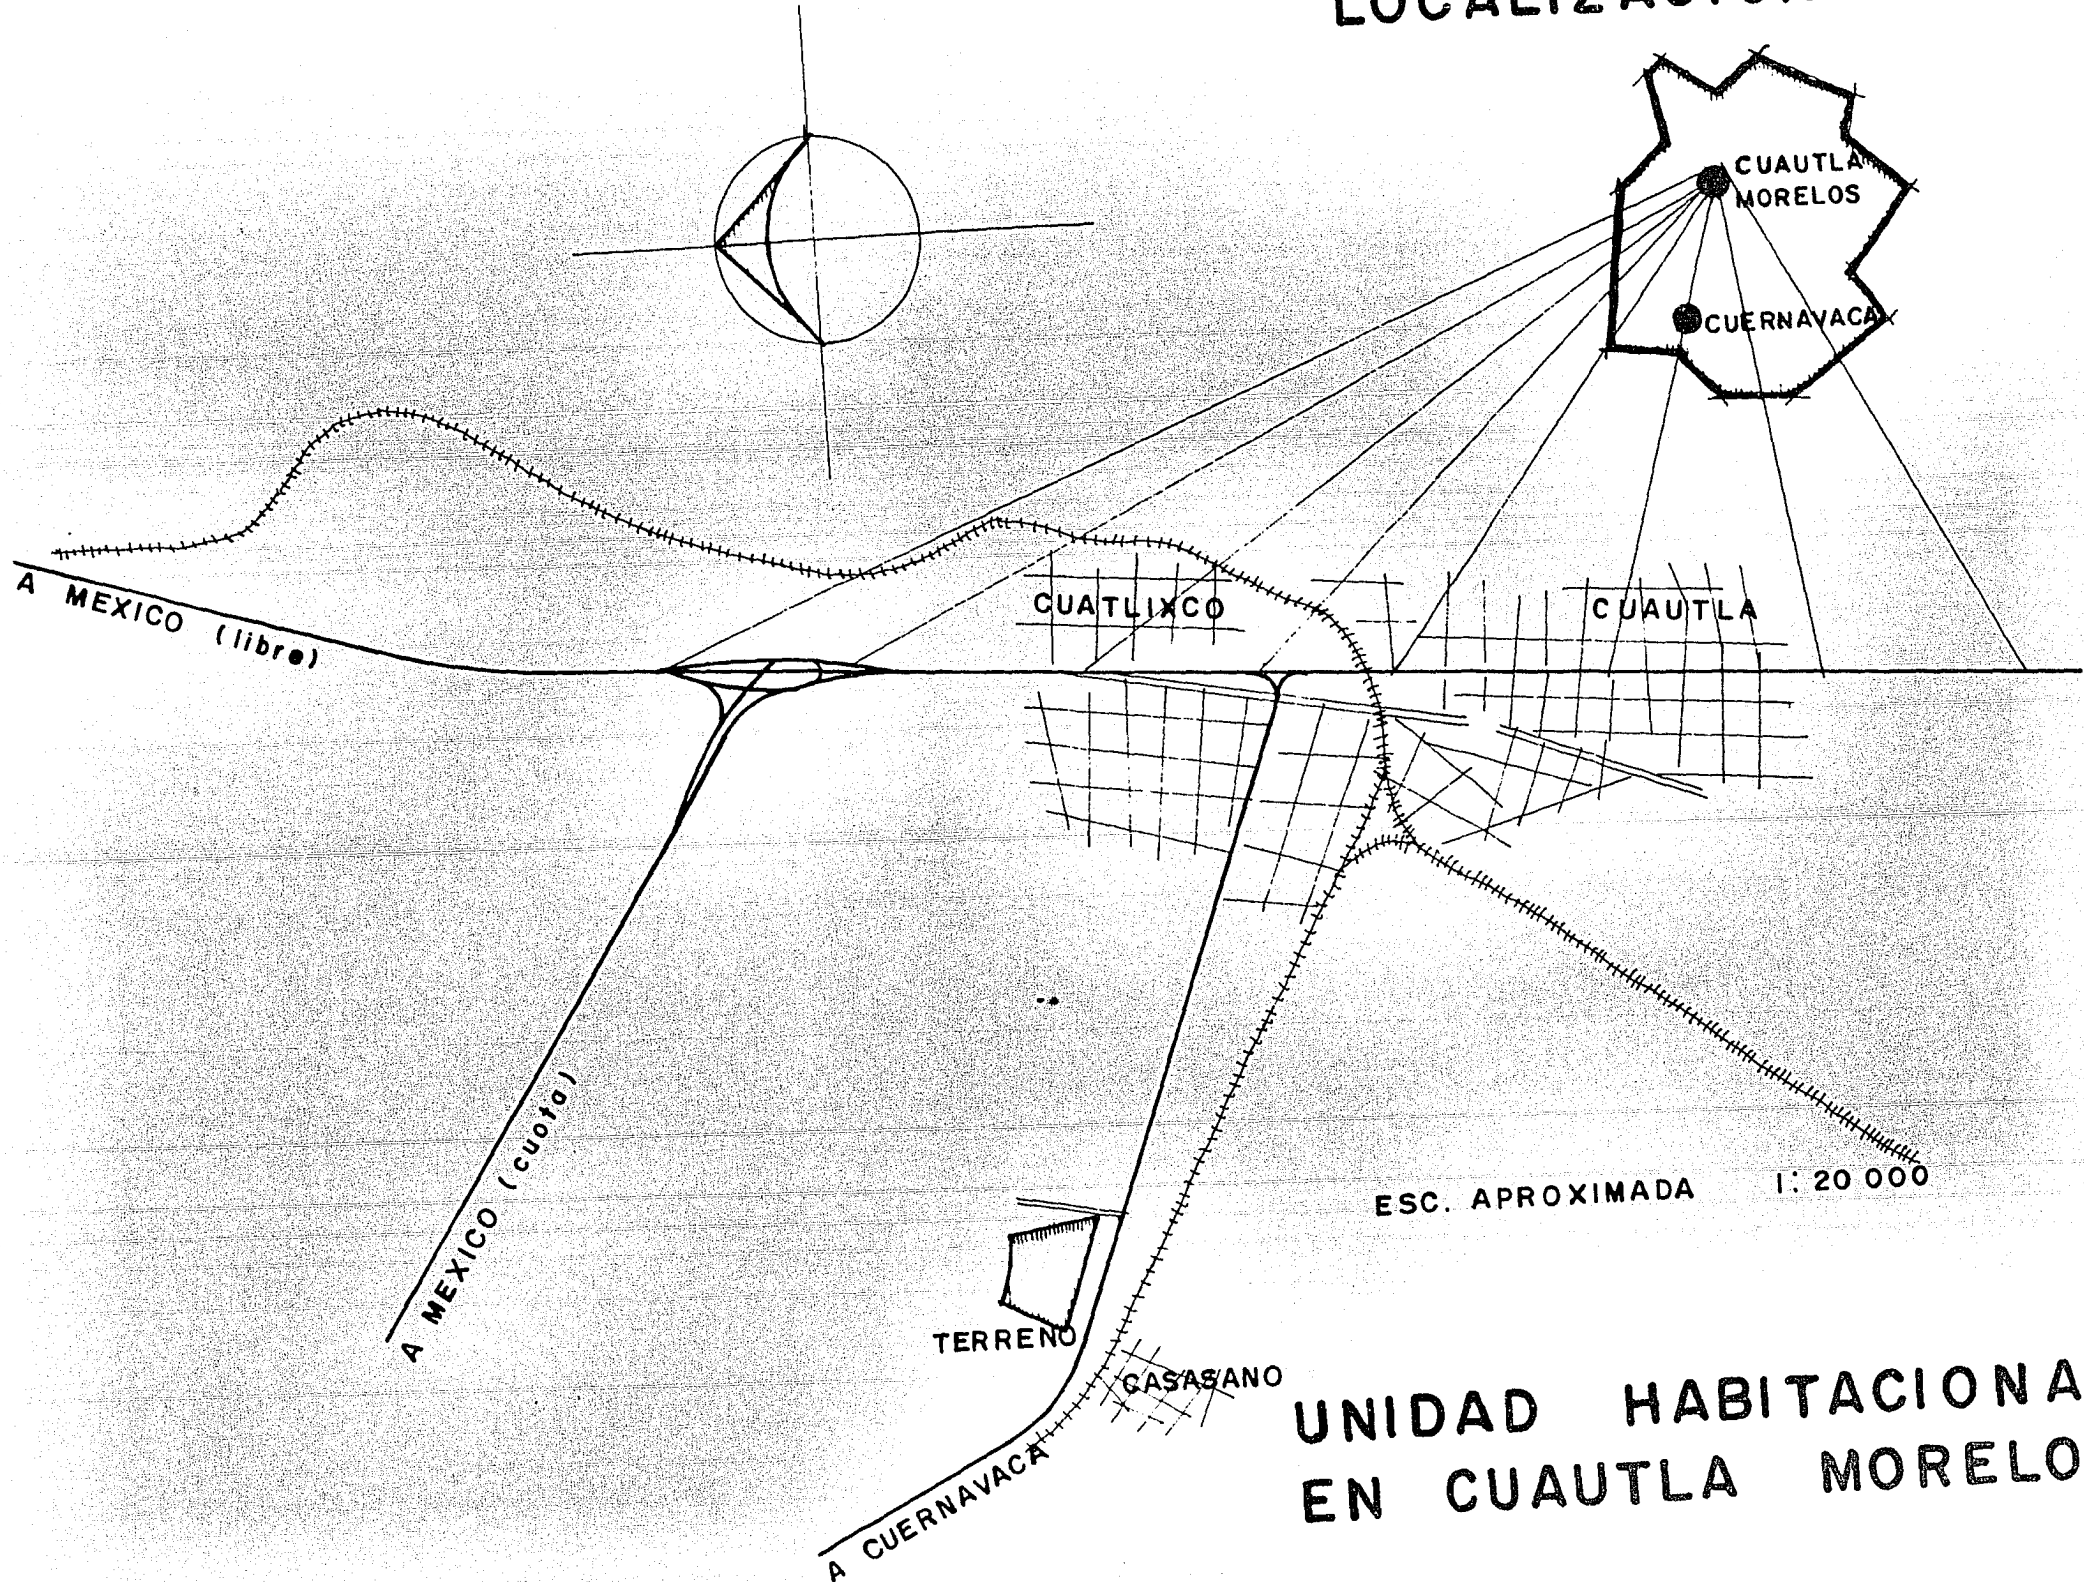 CUAUTLA
MORELOS
CUERNAVACA
A MEXICO (libre)
CUATLIXCO
CUAUTLA
A MEXICO (cuota)
ESC. APROXIMADA 1: 20 000
TERRENO
CASASANO
A CUERNAVACA
UNIDAD HABITACIONA
EN CUAUTLA MORELO